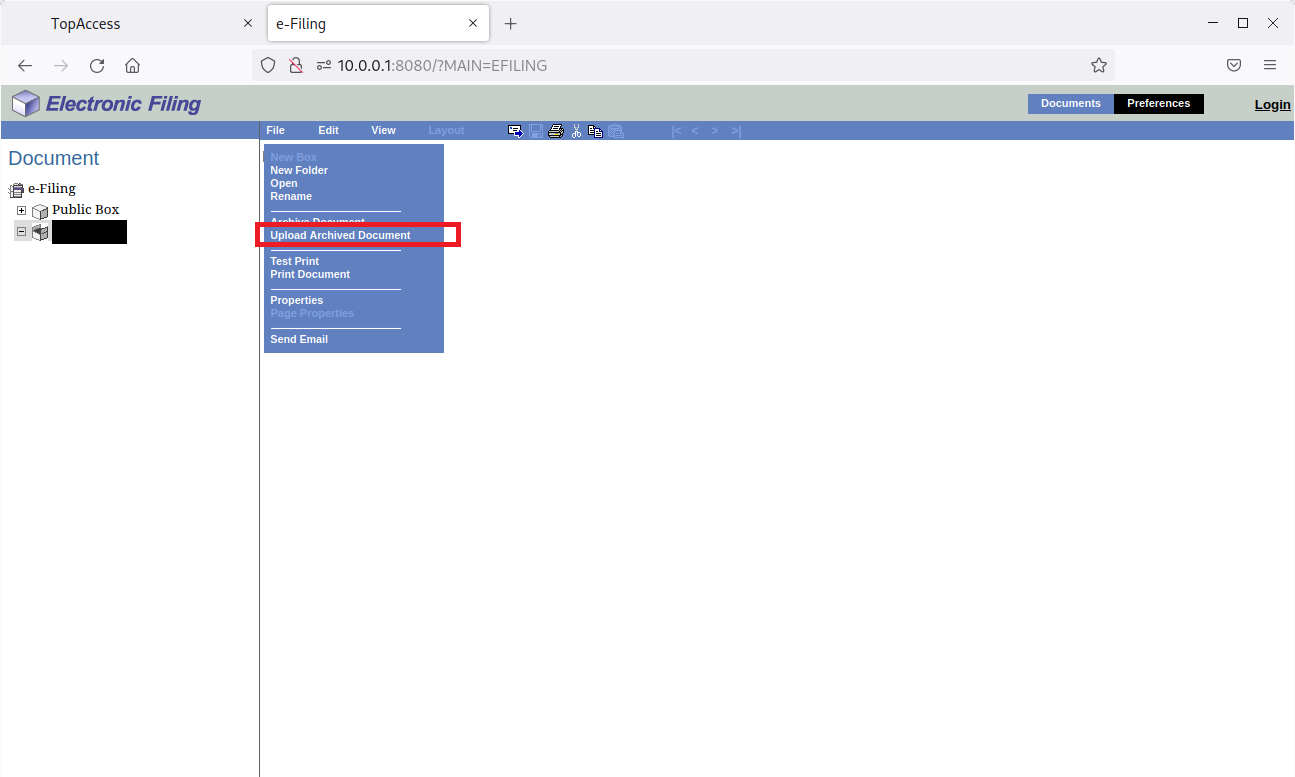 TopAccess
e-Filing
10.0.0.1:8080/?MAIN=EFILING
Electronic Filing
Documents Preferences Login
File Edit View Layout |< < > >|
Document
e-Filing
Public Box
New Box
New Folder
Open
Rename
Archive Document
Upload Archived Document
Test Print
Print Document
Properties
Page Properties
Send Email